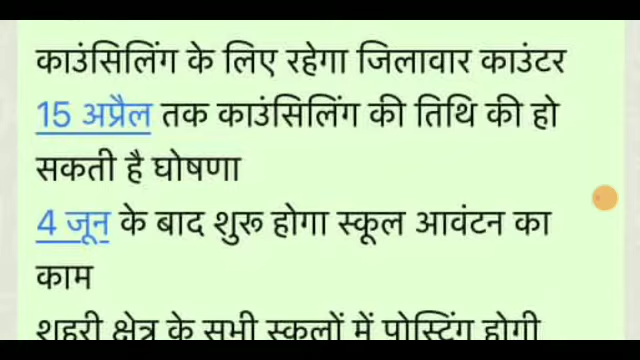 काउंसिलिंग के लिए रहेगा जिलावार काउंटर
15 अप्रैल तक काउंसिलिंग की तिथि की हो
सकती है घोषणा
4 जून के बाद शुरू होगा स्कूल आवंटन का
काम
शहरी क्षेत्र के सभी स्कूलों में पोस्टिंग होगी